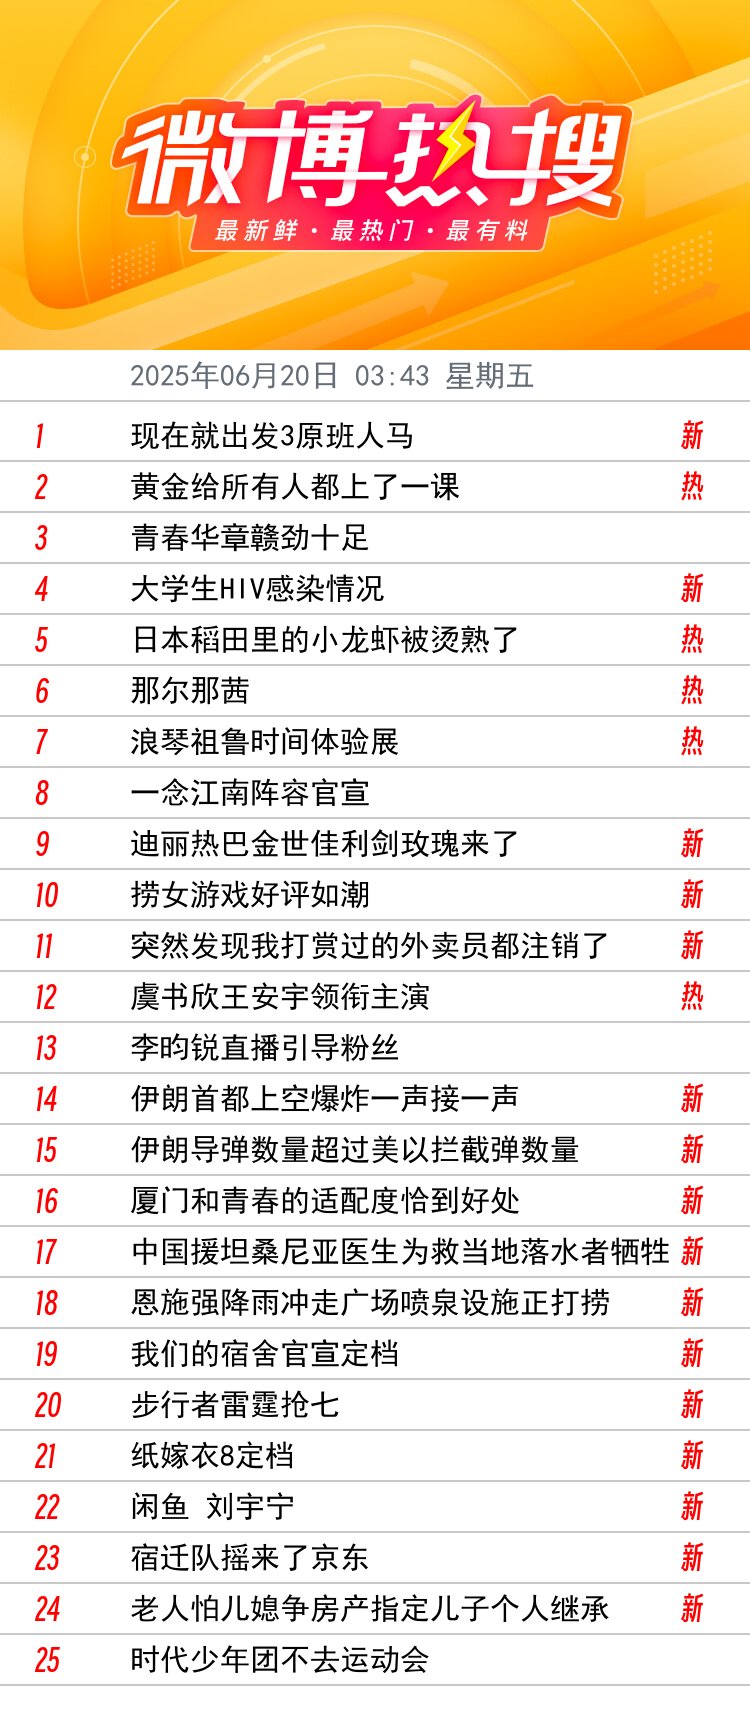 微博热搜
最新鲜·最热门·最有料
2025年06月20日 03:43 星期五
1 现在就出发3原班人马 新
2 黄金给所有人都上了一课 热
3 青春华章赣劲十足
4 大学生HIV感染情况 新
5 日本稻田里的小龙虾被烫熟了 热
6 那尔那茜 热
7 浪琴祖鲁时间体验展 热
8 一念江南阵容官宣
9 迪丽热巴金世佳利剑玫瑰来了 新
10 捞女游戏好评如潮 新
11 突然发现我打赏过的外卖员都注销了 新
12 虞书欣王安宇领衔主演 热
13 李昀锐直播引导粉丝
14 伊朗首都上空爆炸一声接一声 新
15 伊朗导弹数量超过美以拦截弹数量 新
16 厦门和青春的适配度恰到好处 新
17 中国援坦桑尼亚医生为救当地落水者牺牲 新
18 恩施强降雨冲走广场喷泉设施正打捞 新
19 我们的宿舍官宣定档 新
20 步行者雷霆抢七 新
21 纸嫁衣8定档 新
22 闲鱼 刘宇宁 新
23 宿迁队摇来了京东 新
24 老人怕儿媳争房产指定儿子个人继承 新
25 时代少年团不去运动会